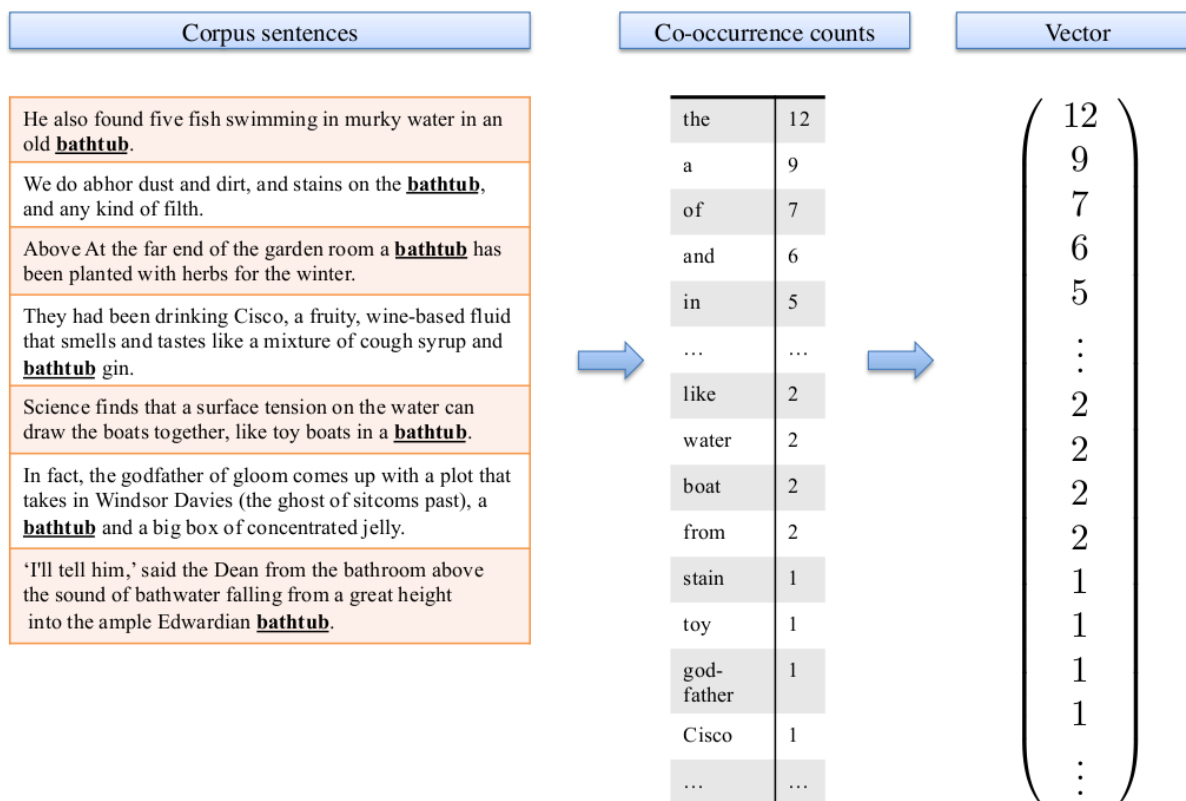 Corpus sentences
Co-occurrence counts
Vector
He also found five fish swimming in murky water in an
old bathtub.
We do abhor dust and dirt, and stains on the bathtub,
and any kind of filth.
Above At the far end of the garden room a bathtub has
been planted with herbs for the winter.
They had been drinking Cisco, a fruity, wine-based fluid
that smells and tastes like a mixture of cough syrup and
bathtub gin.
Science finds that a surface tension on the water can
draw the boats together, like toy boats in a bathtub.
In fact, the godfather of gloom comes up with a plot that
takes in Windsor Davies (the ghost of sitcoms past), a
bathtub and a big box of concentrated jelly.
‘I'll tell him,’ said the Dean from the bathroom above
the sound of bathwater falling from a great height
into the ample Edwardian bathtub.
the 12
a 9
of 7
and 6
in 5
… …
like 2
water 2
boat 2
from 2
stain 1
toy 1
god-
father 1
Cisco 1
… …
12
9
7
6
5
⋮
2
2
2
2
1
1
1
1
⋮